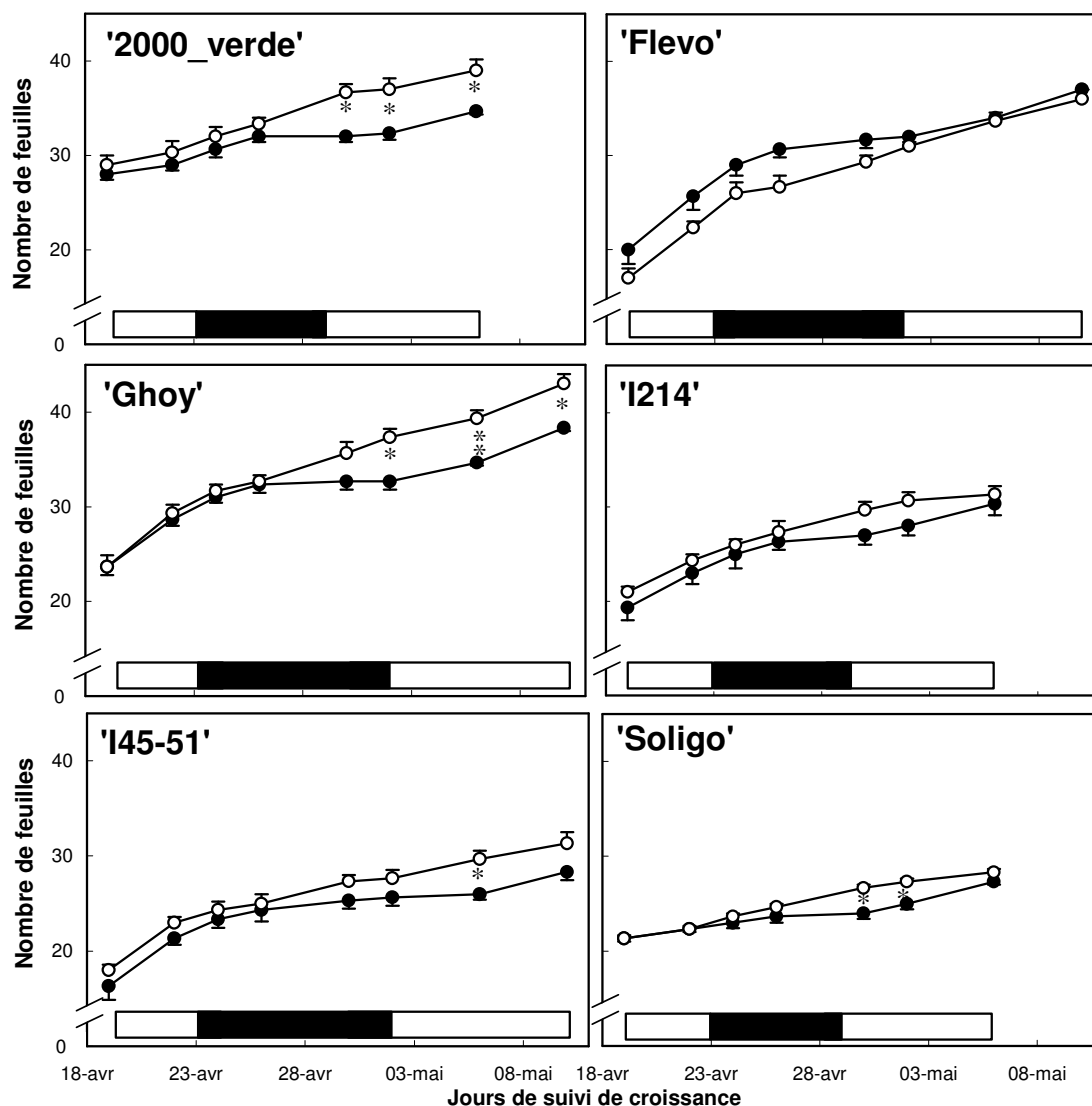 '2000_verde'
'Flevo'
40
30
20
0
Nombre de feuilles
*
*
*
'Ghoy'
'I214'
40
30
20
0
Nombre de feuilles
*
*
*
*
'I45-51'
'Soligo'
40
30
20
0
Nombre de feuilles
*
*
*
18-avr
23-avr
28-avr
03-mai
08-mai
18-avr
23-avr
28-avr
03-mai
08-mai
Jours de suivi de croissance